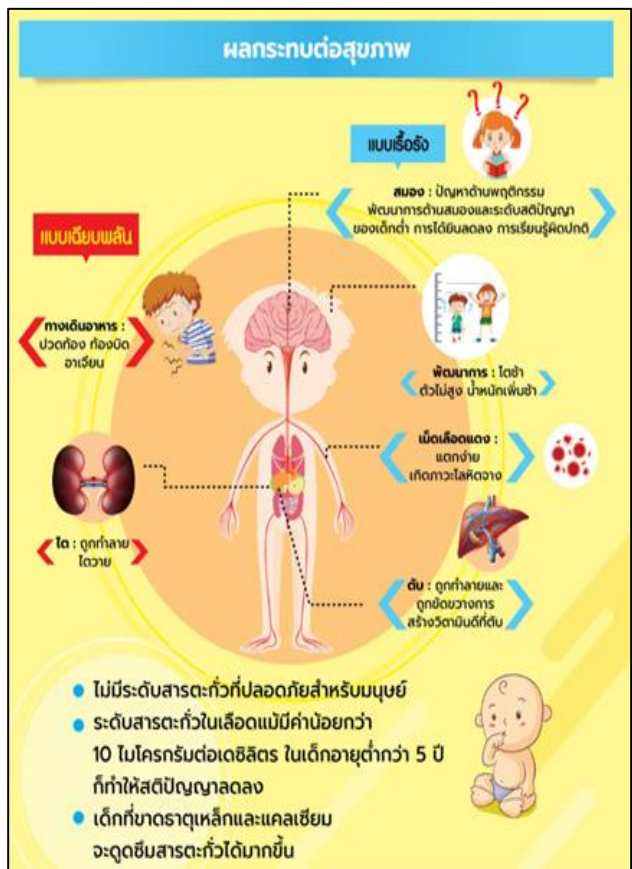 ผลกระทบต่อสุขภาพ
? ? ?
แบบเรื้อรัง
สมอง : ปัญหาด้านพฤติกรรม
พัฒนาการด้านสมองและระดับสติปัญญา
ของเด็กต่ำ การได้ยินลดลง การเรียนรู้ผิดปกติ
แบบเฉียบพลัน
ทางเดินอาหาร :
ปวดท้อง ท้องบิด
อาเจียน
พัฒนาการ : โตช้า
ตัวไม่สูง น้ำหนักเพิ่มช้า
เม็ดเลือดแดง :
แตกง่าย
เกิดภาวะโลหิตจาง
ไต : ถูกทำลาย
ไตวาย
ตับ : ถูกทำลายและ
ถูกขัดขวางการ
สร้างวิตามินดีที่ตับ
● ไม่มีระดับสารตะกั่วที่ปลอดภัยสำหรับมนุษย์
● ระดับสารตะกั่วในเลือดแม้มีค่าน้อยกว่า
10 ไมโครกรัมต่อเดซิลิตร ในเด็กอายุต่ำกว่า 5 ปี
ก็ทำให้สติปัญญาลดลง
● เด็กที่ขาดธาตุเหล็กและแคลเซียม
จะดูดซึมสารตะกั่วได้มากขึ้น